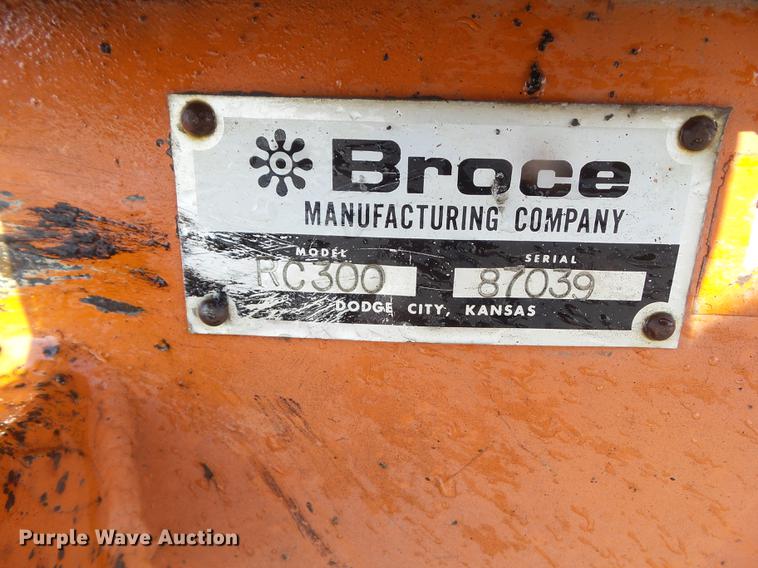 Broce
MANUFACTURING COMPANY
MODEL SERIAL
RC300 87039
DODGE CITY, KANSAS
Purple Wave Auction®